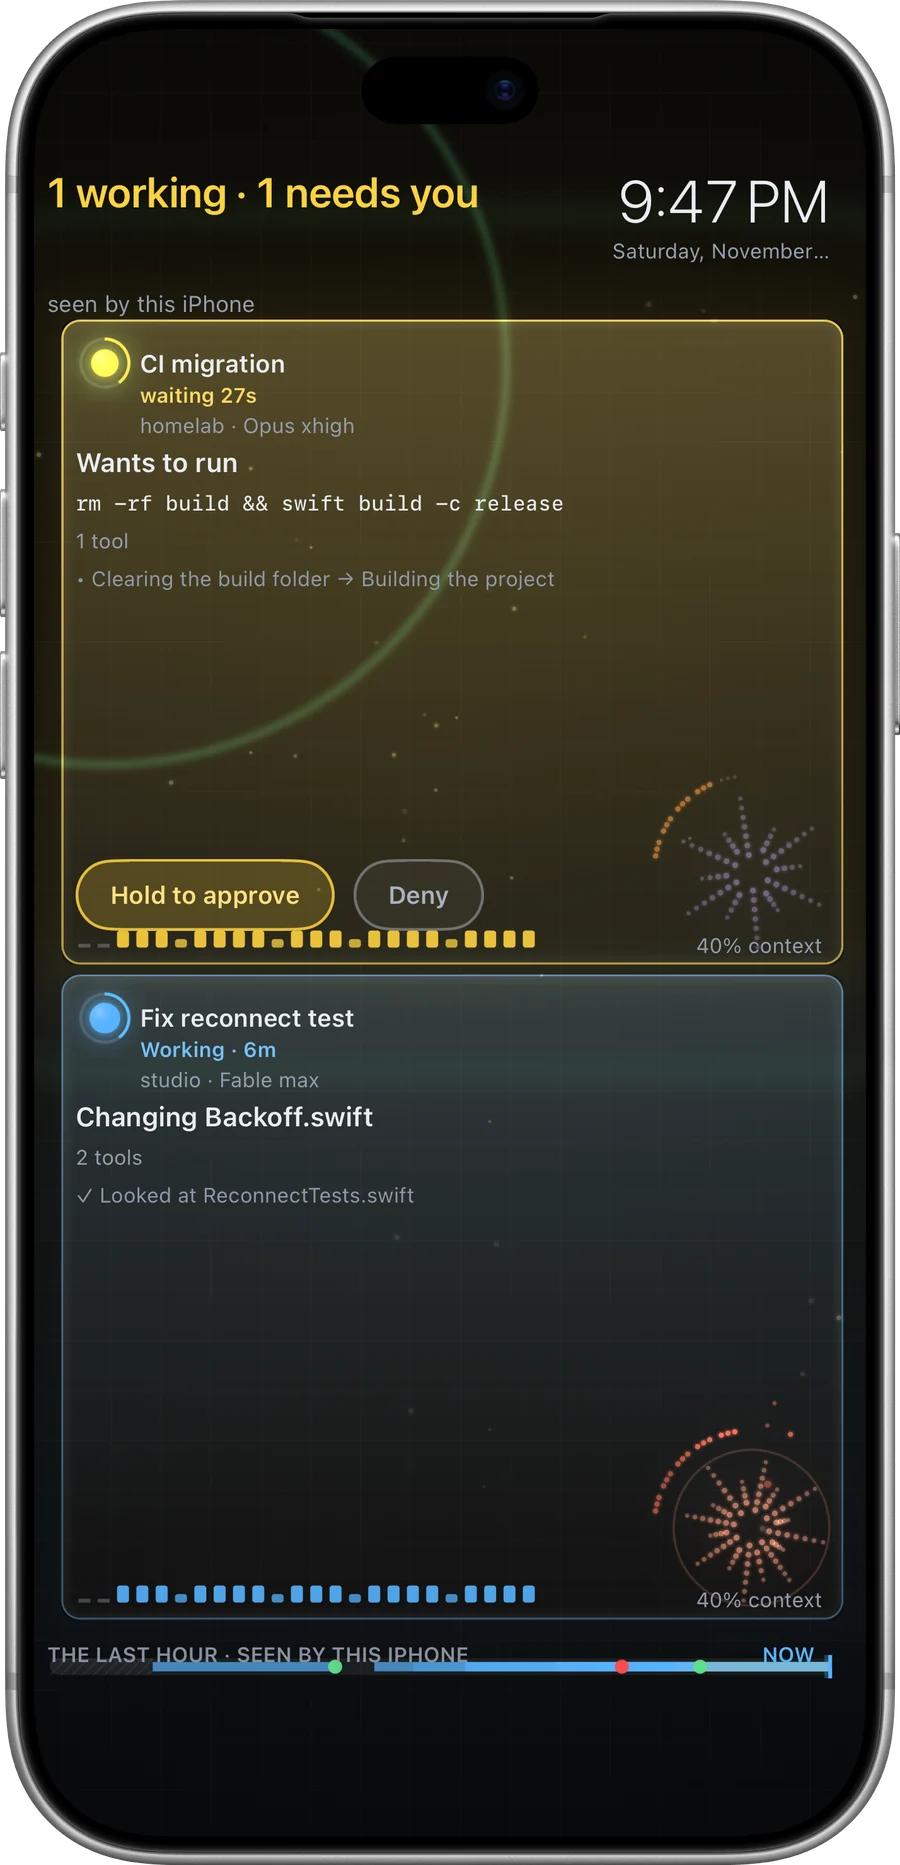 1 working · 1 needs you
9:47 PM
Saturday, November...
seen by this iPhone
CI migration
waiting 27s
homelab · Opus xhigh
Wants to run
rm -rf build && swift build -c release
1 tool
• Clearing the build folder → Building the project
Hold to approve
Deny
40% context
Fix reconnect test
Working · 6m
studio · Fable max
Changing Backoff.swift
2 tools
✓ Looked at ReconnectTests.swift
40% context
THE LAST HOUR · SEEN BY THIS IPHONE
NOW